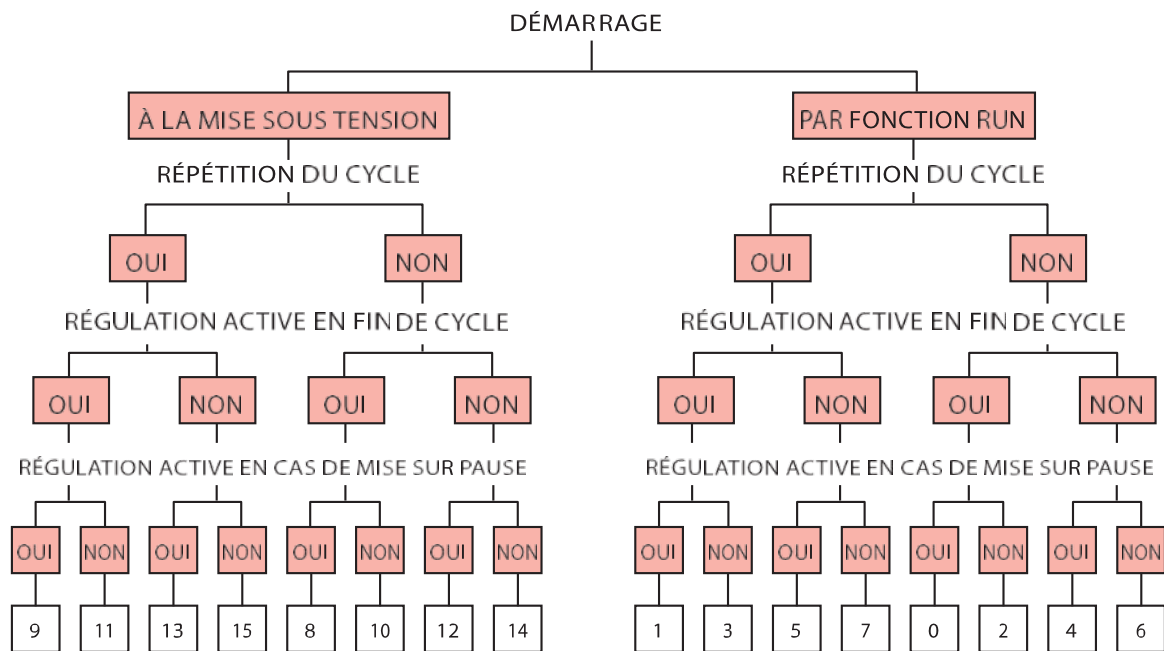 DÉMARRAGE
À LA MISE SOUS TENSION PAR FONCTION RUN
RÉPÉTITION DU CYCLE RÉPÉTITION DU CYCLE
OUI NON OUI NON
RÉGULATION ACTIVE EN FIN DE CYCLE RÉGULATION ACTIVE EN FIN DE CYCLE
OUI NON OUI NON OUI NON OUI NON
RÉGULATION ACTIVE EN CAS DE MISE SUR PAUSE RÉGULATION ACTIVE EN CAS DE MISE SUR PAUSE
OUI NON OUI NON OUI NON OUI NON OUI NON OUI NON OUI NON OUI NON
9 11 13 15 8 10 12 14 1 3 5 7 0 2 4 6